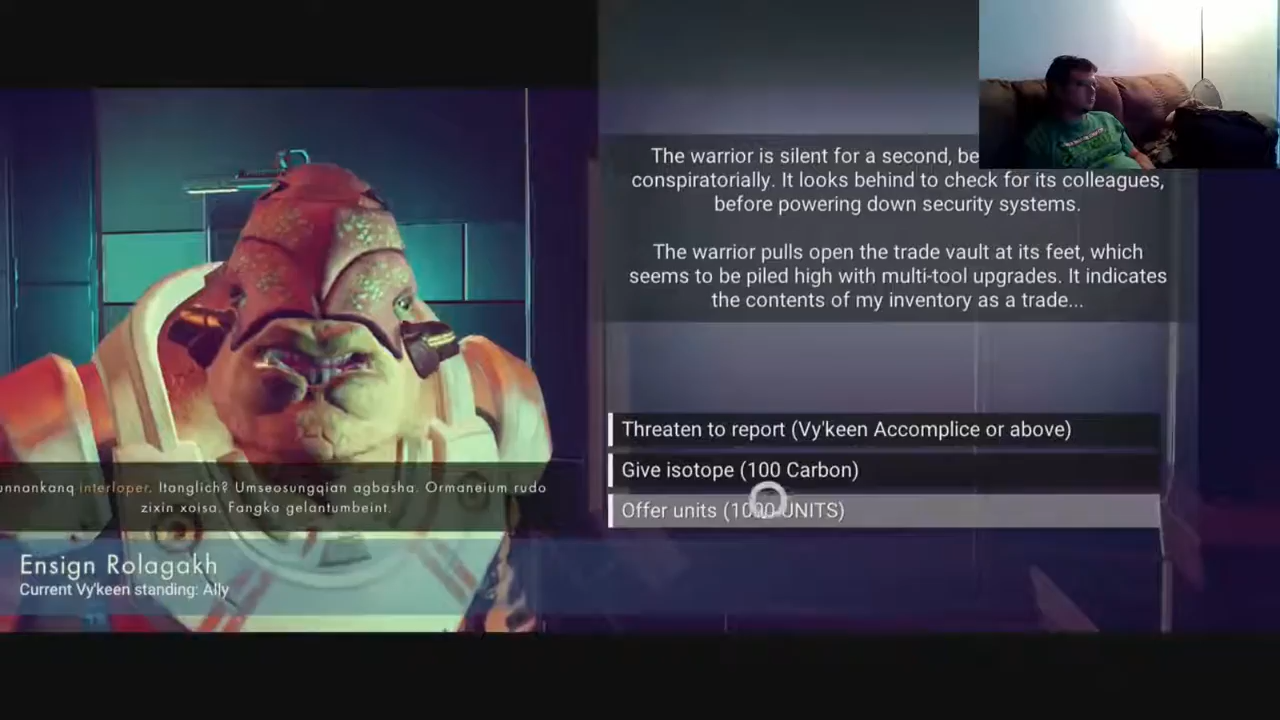 The warrior is silent for a second, be
conspiratorially. It looks behind to check for its colleagues,
before powering down security systems.
The warrior pulls open the trade vault at its feet, which
seems to be piled high with multi-tool upgrades. It indicates
the contents of my inventory as a trade...
Threaten to report (Vy'keen Accomplice or above)
Give isotope (100 Carbon)
Offer units (1000 UNITS)
unnankanq interloper. Itanglich? Umseosungqian agbasha. Ormaneium rudo
zixin xoisa. Fangka gelantumbeint.
Ensign Rolagakh
Current Vy'keen standing: Ally